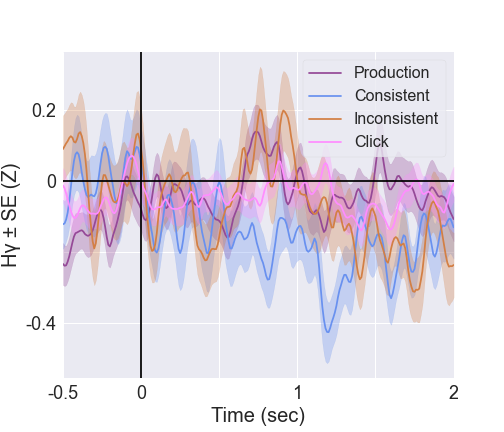 Production
Consistent
Inconsistent
Click
Hγ ± SE (Z)
0.2
0
-0.4
-0.5
0
1
2
Time (sec)